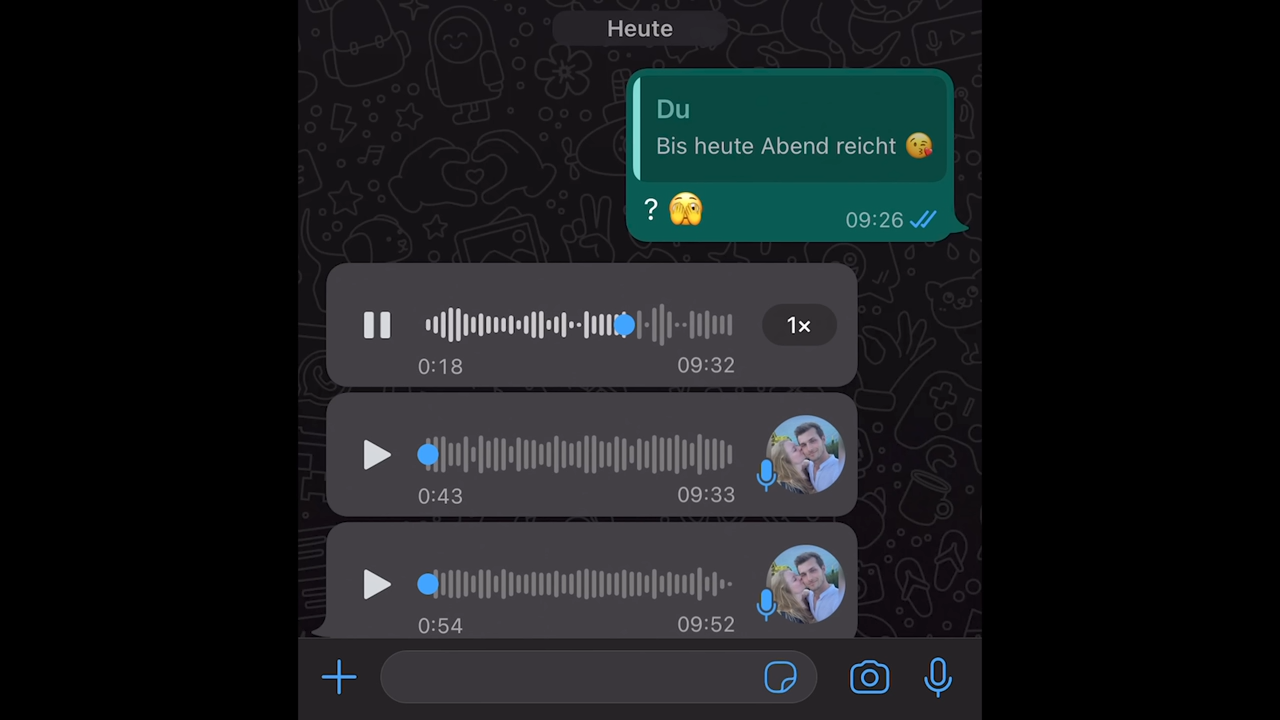 Heute
Du
Bis heute Abend reicht 😘
? 🫣
09:26
1×
0:18 09:32
0:43 09:33
0:54 09:52